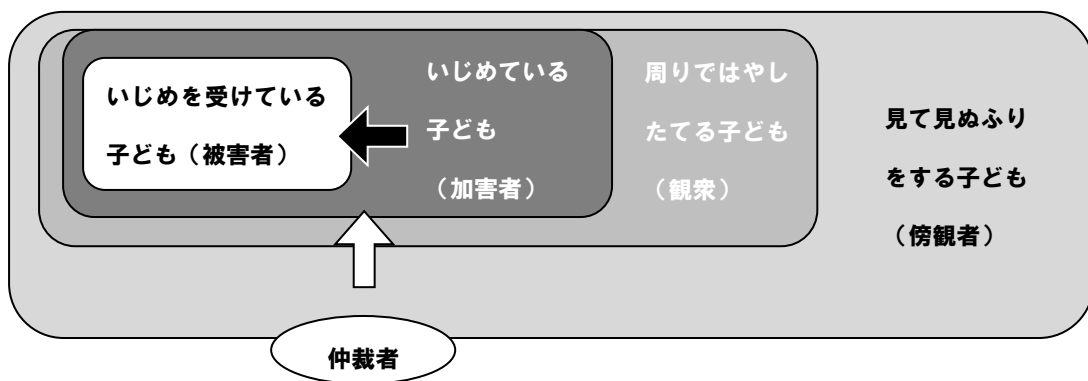 いじめを受けている
子ども（被害者）
いじめている
子ども
（加害者）
周りではやし
たてる子ども
（観衆）
見て見ぬふり
をする子ども
（傍観者）
仲裁者